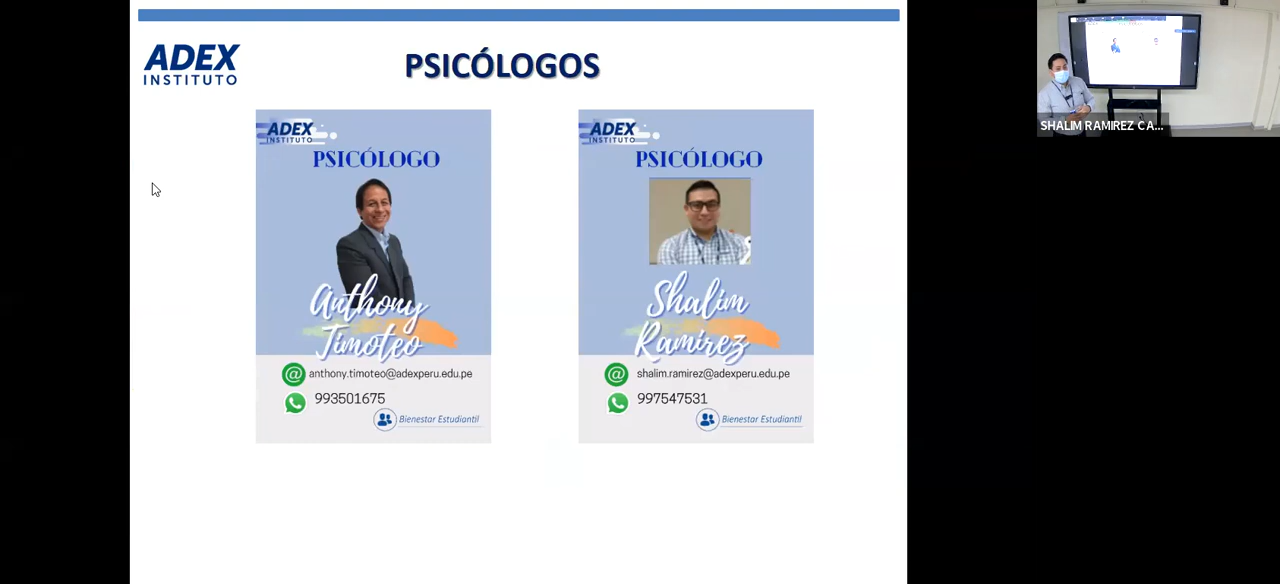 ADEX
INSTITUTO
PSICÓLOGOS
ADEX
INSTITUTO
PSICÓLOGO
Anthony
Timoteo
anthony.timoteo@adexperu.edu.pe
993501675
Bienestar Estudiantil
ADEX
INSTITUTO
PSICÓLOGO
Shalim
Ramírez
shalim.ramirez@adexperu.edu.pe
997547531
Bienestar Estudiantil
SHALIM RAMIREZ CA...